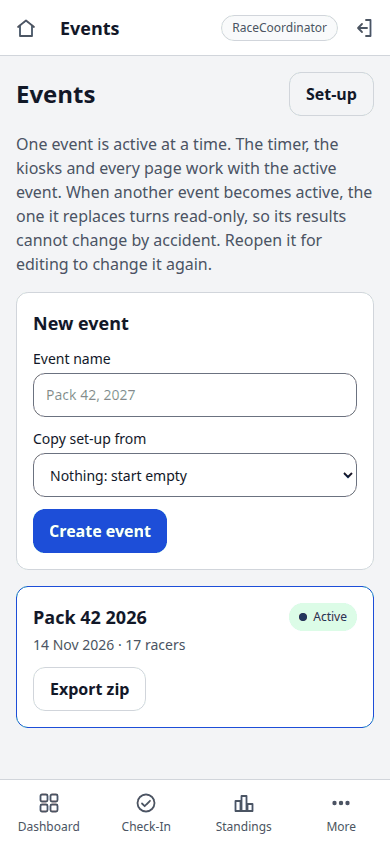 Events
RaceCoordinator
Events
Set-up
One event is active at a time. The timer, the
kiosks and every page work with the active
event. When another event becomes active, the
one it replaces turns read-only, so its results
cannot change by accident. Reopen it for
editing to change it again.
New event
Event name
Pack 42, 2027
Copy set-up from
Nothing: start empty
Create event
Pack 42 2026
Active
14 Nov 2026 · 17 racers
Export zip
Dashboard
Check-In
Standings
More